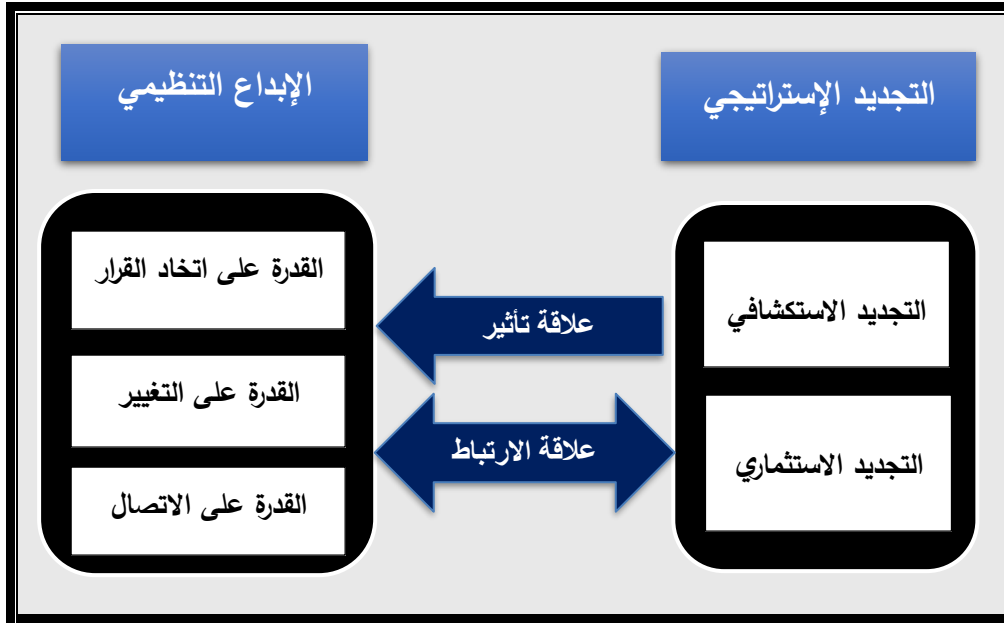 التجديد الإستراتيجي
الإبداع التنظيمي
التجديد الاستكشافي
التجديد الاستثماري
علاقة تأثير
علاقة الارتباط
القدرة على اتخاد القرار
القدرة على التغيير
القدرة على الاتصال